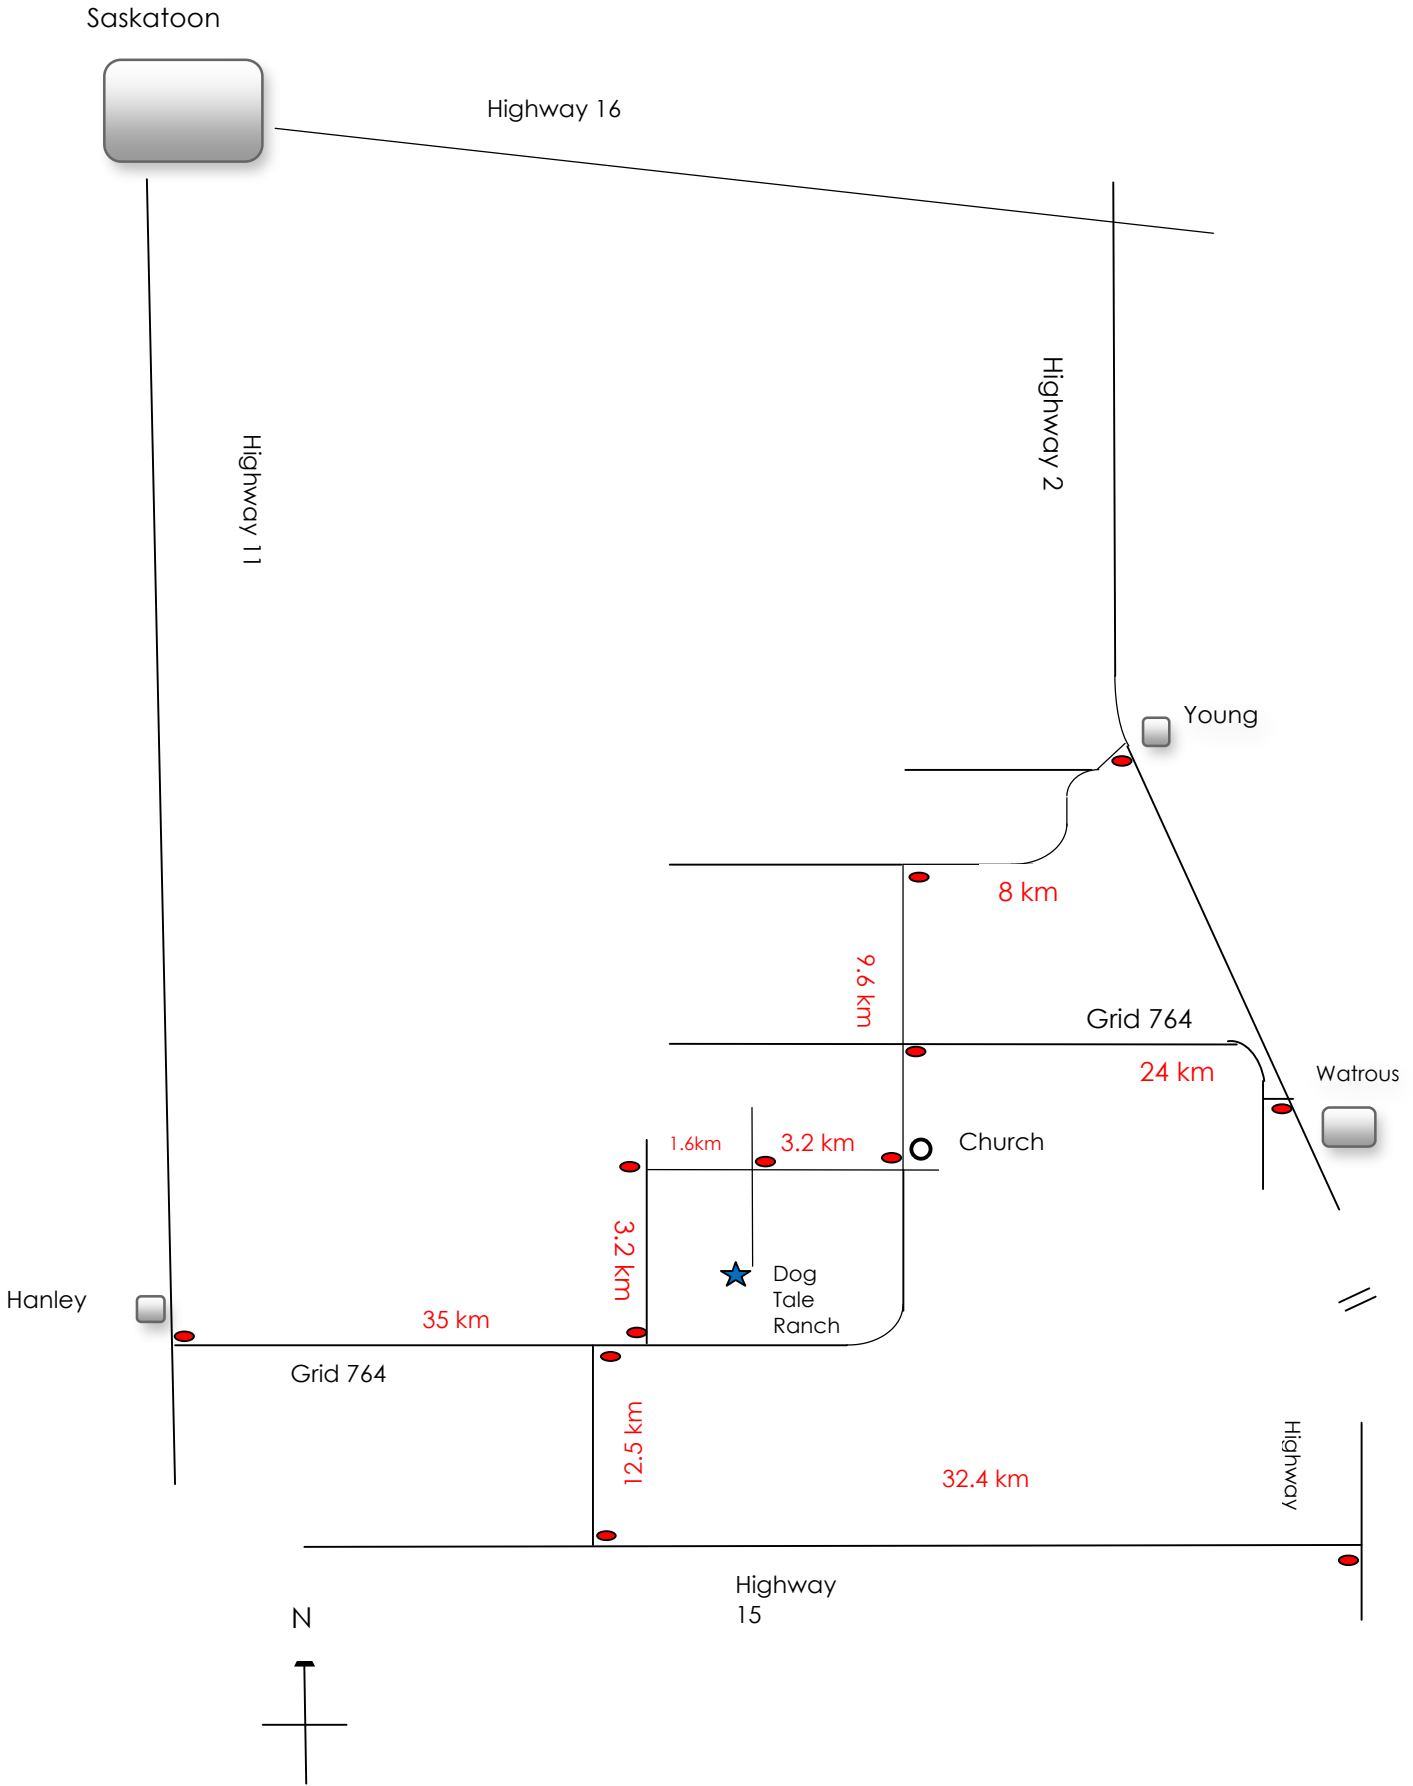 Saskatoon
Highway 16
Highway 2
Highway 11
Young
8 km
9.6 km
Grid 764
24 km
Watrous
1.6km
3.2 km
Church
3.2 km
Dog
Tale
Ranch
Hanley
35 km
Grid 764
12.5 km
32.4 km
Highway
Highway
15
N